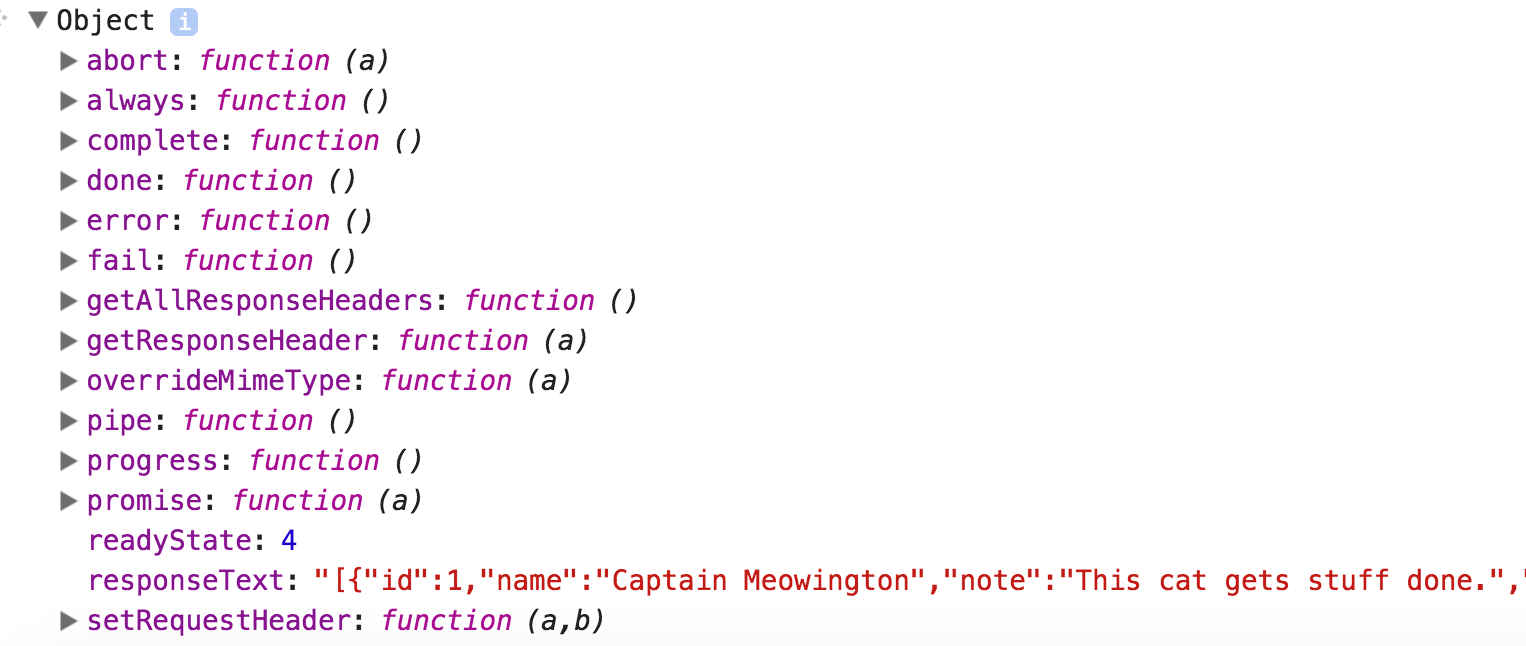 Object i
abort: function (a)
always: function ()
complete: function ()
done: function ()
error: function ()
fail: function ()
getAllResponseHeaders: function ()
getResponseHeader: function (a)
overrideMimeType: function (a)
pipe: function ()
progress: function ()
promise: function (a)
readyState: 4
responseText: "[{"id":1,"name":"Captain Meowington","note":"This cat gets stuff done.","
setRequestHeader: function (a,b)